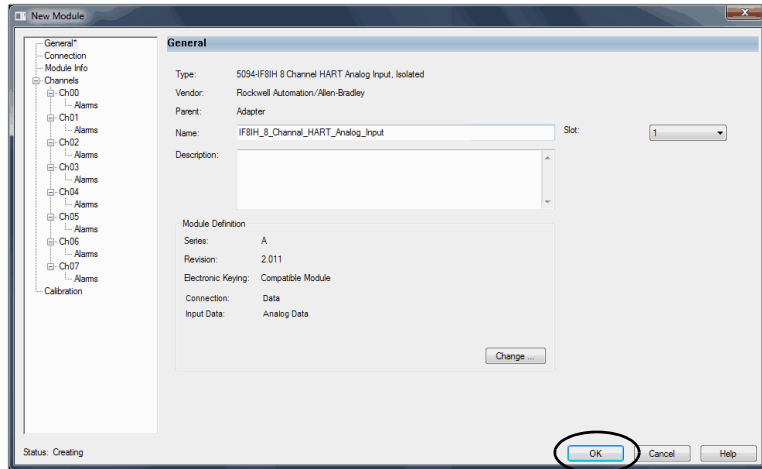 New Module
General*
Connection
Module Info
Channels
Ch00
Alarms
Ch01
Alarms
Ch02
Alarms
Ch03
Alarms
Ch04
Alarms
Ch05
Alarms
Ch06
Alarms
Ch07
Alarms
Calibration
General
Type: 5094-IF8IH 8 Channel HART Analog Input, Isolated
Vendor: Rockwell Automation/Allen-Bradley
Parent: Adapter
Name: IF8IH_8_Channel_HART_Analog_Input Slot: 1
Description:
Module Definition
Series: A
Revision: 2.011
Electronic Keying: Compatible Module
Connection: Data
Input Data: Analog Data
Change ...
Status: Creating
OK Cancel Help